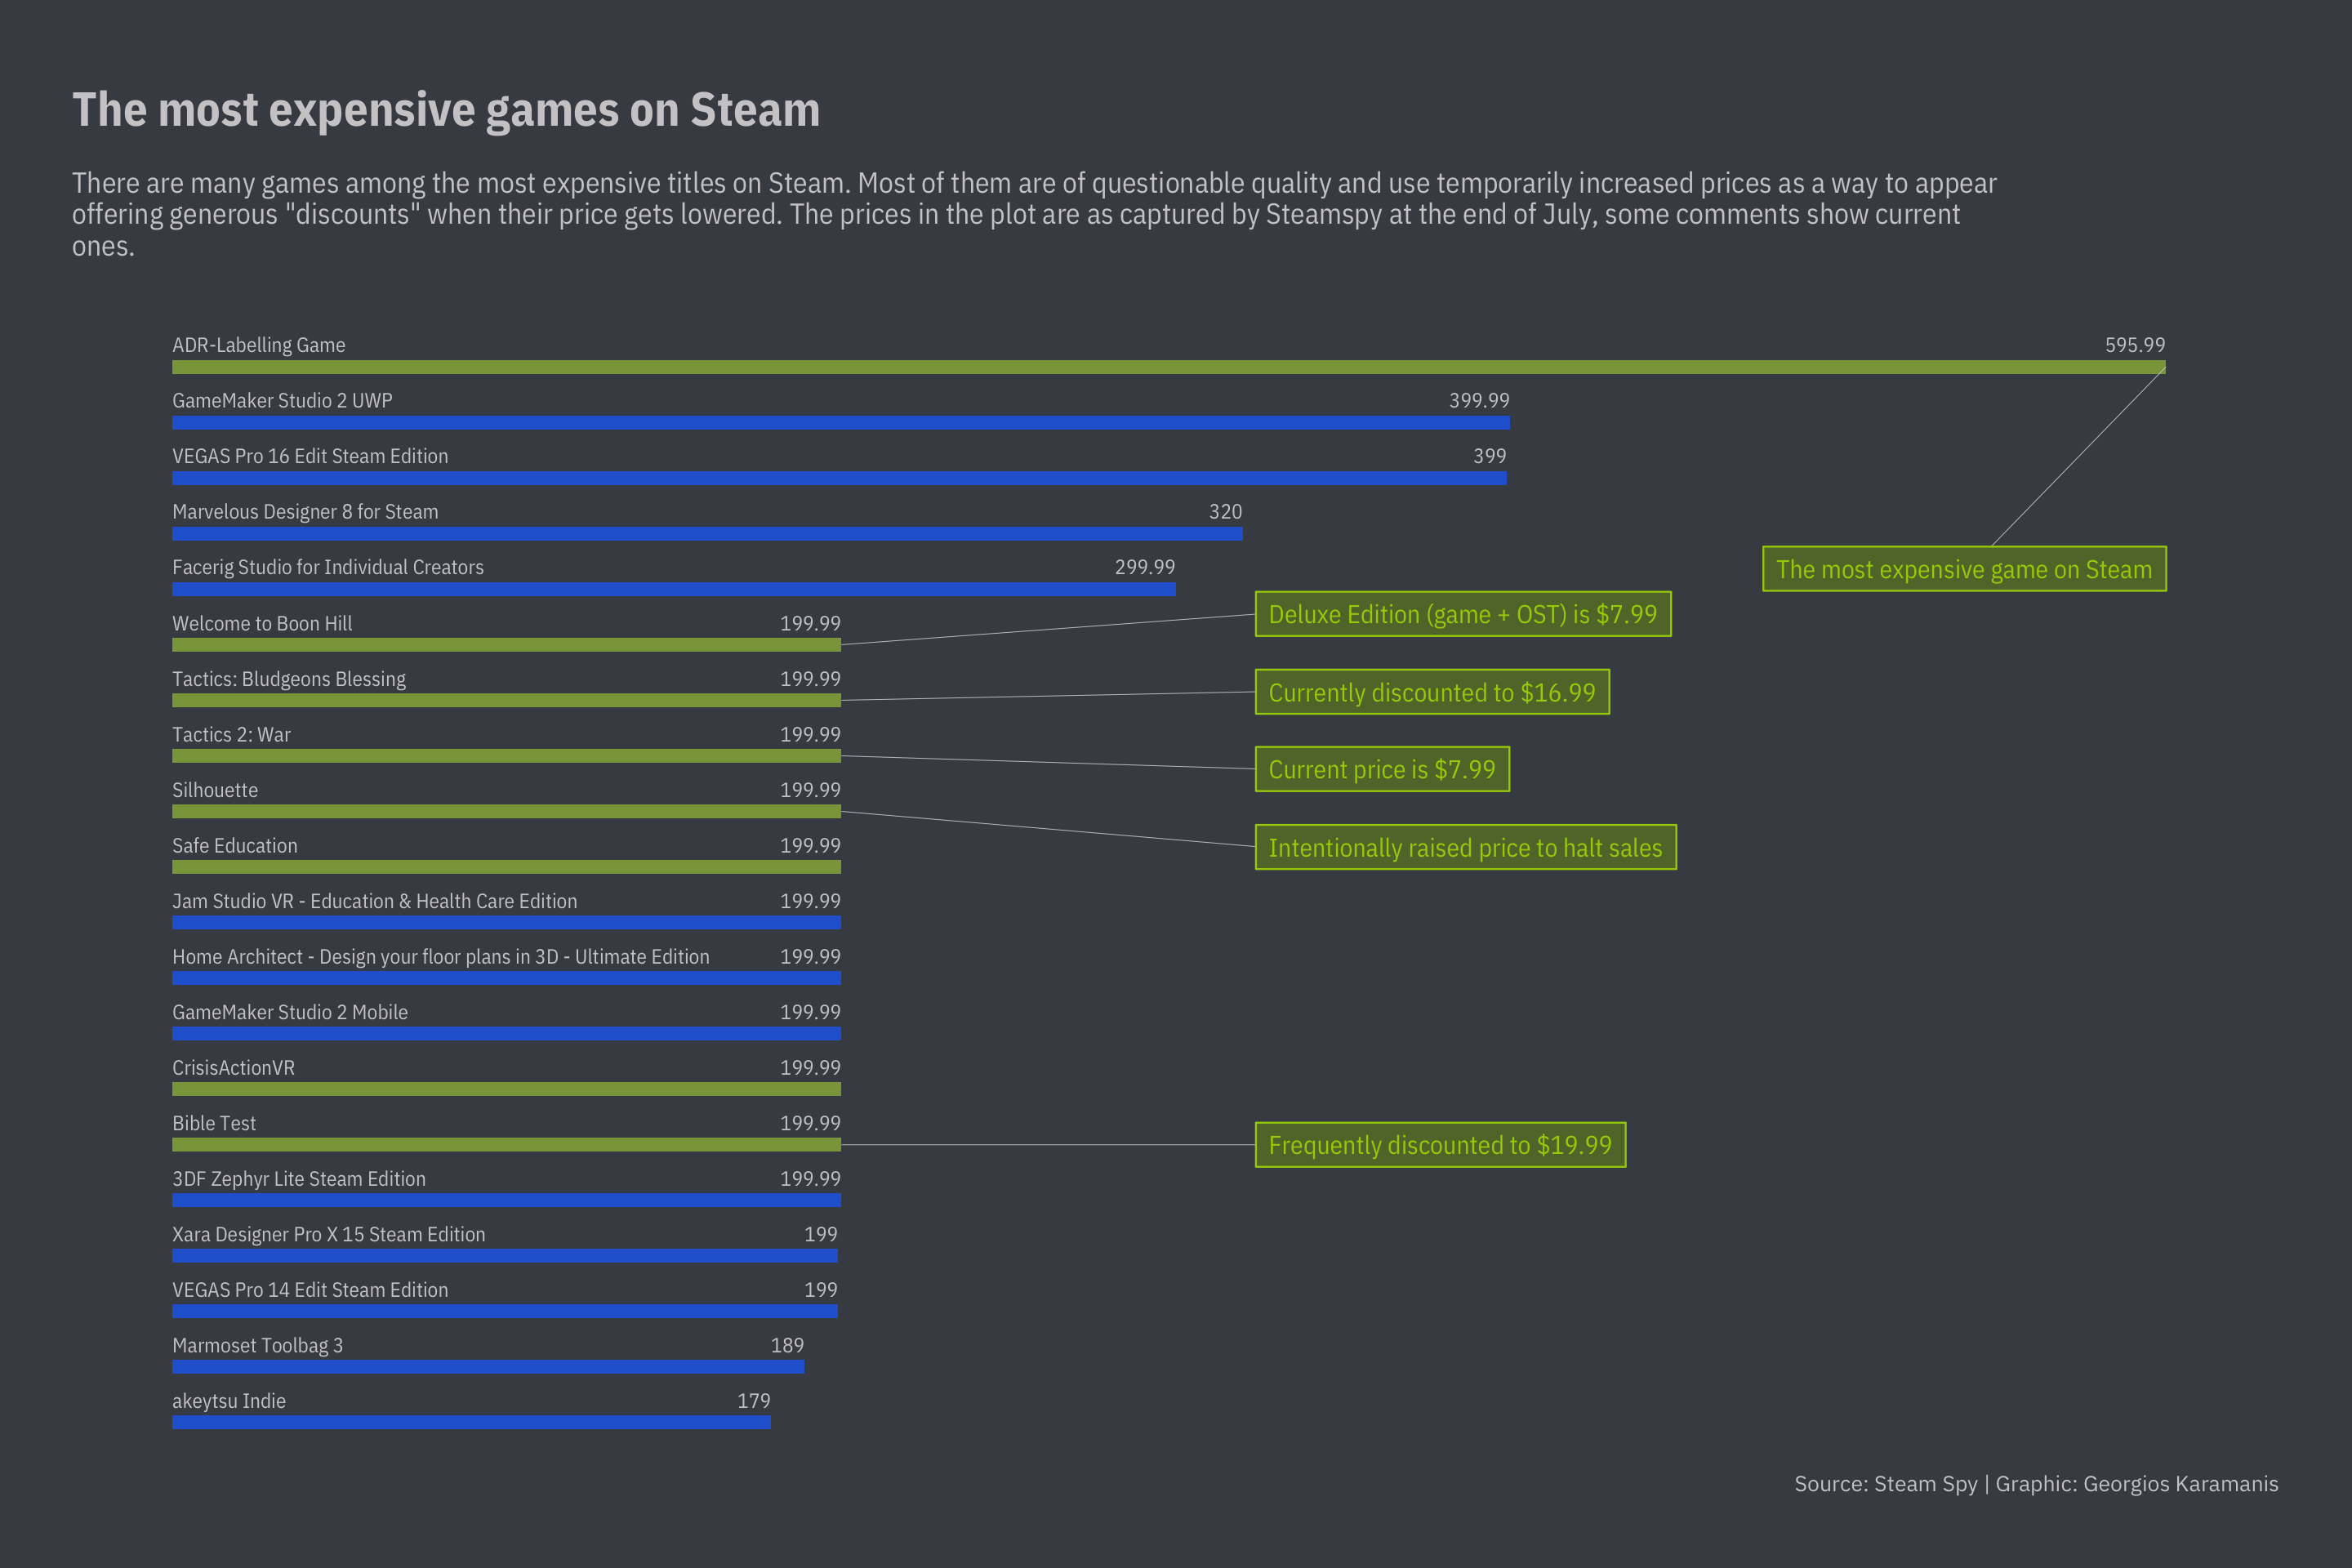 The most expensive games on Steam
There are many games among the most expensive titles on Steam. Most of them are of questionable quality and use temporarily increased prices as a way to appear
offering generous "discounts" when their price gets lowered. The prices in the plot are as captured by Steamspy at the end of July, some comments show current
ones.
ADR-Labelling Game 595.99
GameMaker Studio 2 UWP 399.99
VEGAS Pro 16 Edit Steam Edition 399
Marvelous Designer 8 for Steam 320
Facerig Studio for Individual Creators 299.99
The most expensive game on Steam
Welcome to Boon Hill 199.99
Deluxe Edition (game + OST) is $7.99
Tactics: Bludgeons Blessing 199.99
Currently discounted to $16.99
Tactics 2: War 199.99
Current price is $7.99
Silhouette 199.99
Intentionally raised price to halt sales
Safe Education 199.99
Jam Studio VR - Education & Health Care Edition 199.99
Home Architect - Design your floor plans in 3D - Ultimate Edition 199.99
GameMaker Studio 2 Mobile 199.99
CrisisActionVR 199.99
Bible Test 199.99
Frequently discounted to $19.99
3DF Zephyr Lite Steam Edition 199.99
Xara Designer Pro X 15 Steam Edition 199
VEGAS Pro 14 Edit Steam Edition 199
Marmoset Toolbag 3 189
akeytsu Indie 179
Source: Steam Spy | Graphic: Georgios Karamanis